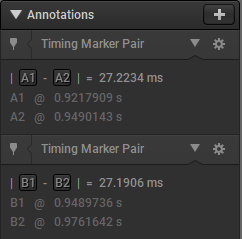 Annotations +
Timing Marker Pair
| A1 - A2 | = 27.2234 ms
A1 @ 0.9217909 s
A2 @ 0.9490143 s
Timing Marker Pair
| B1 - B2 | = 27.1906 ms
B1 @ 0.9489736 s
B2 @ 0.9761642 s